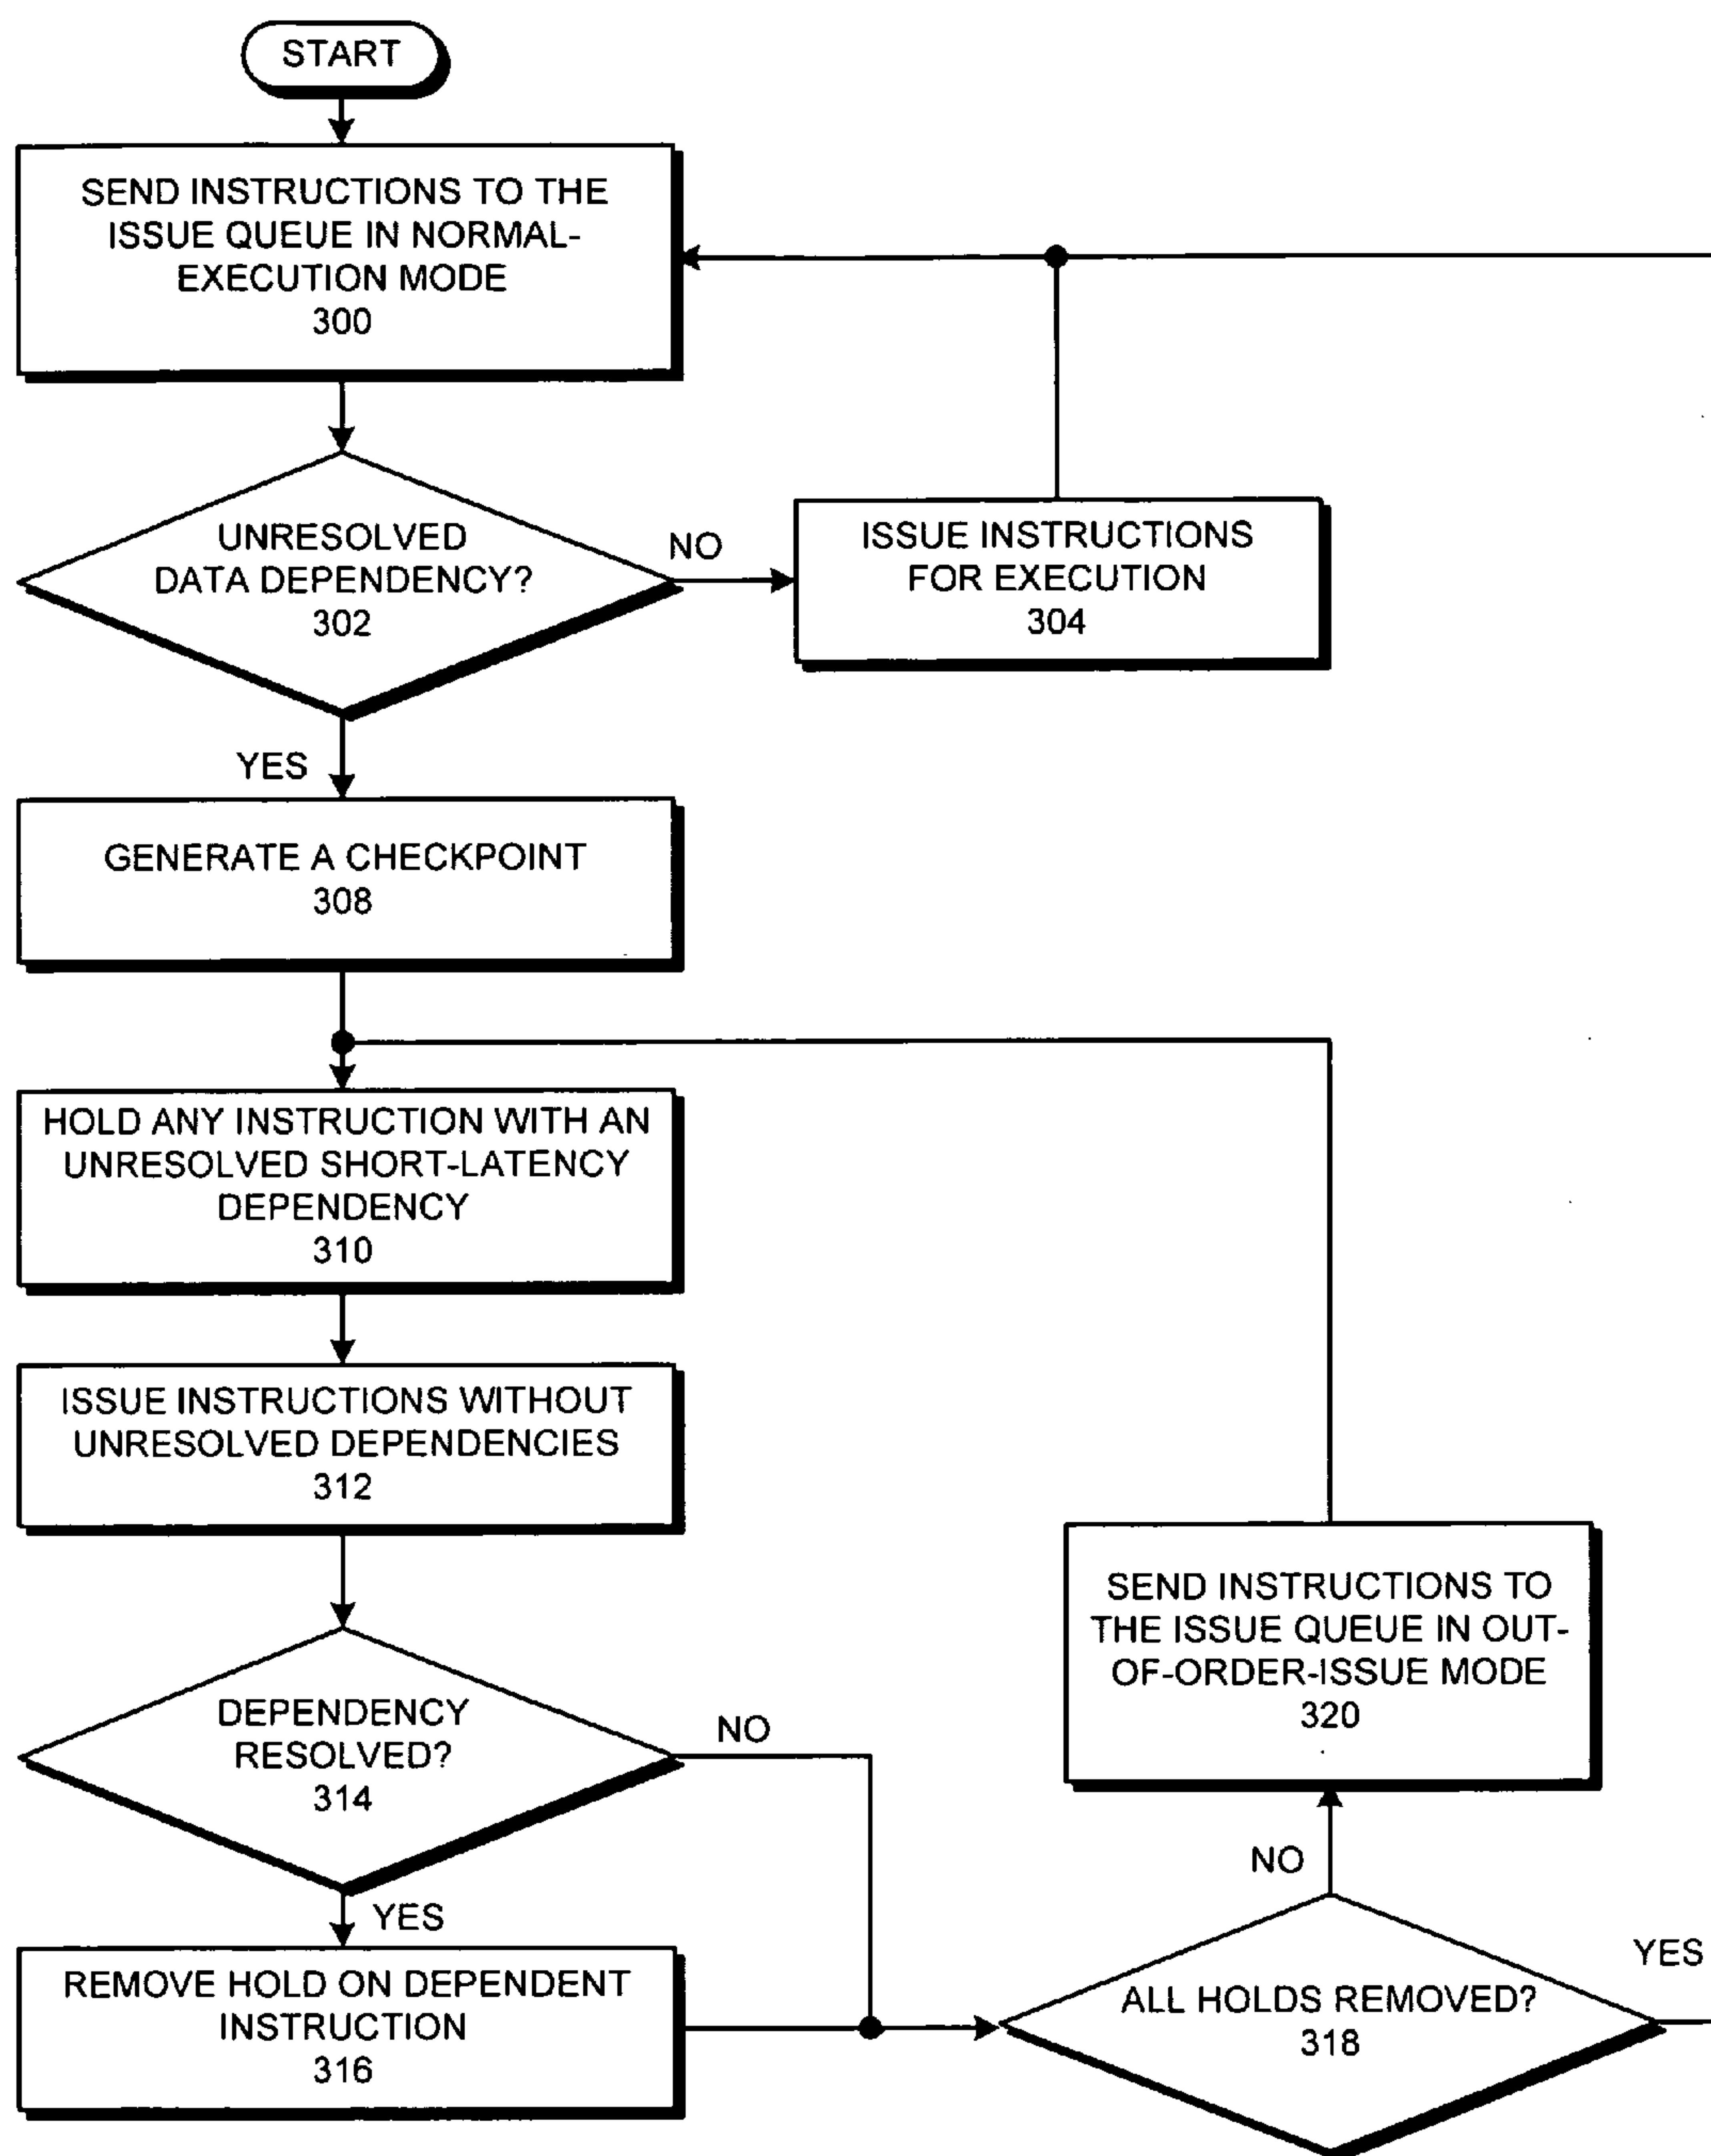 START
SEND INSTRUCTIONS TO THE
ISSUE QUEUE IN NORMAL-
EXECUTION MODE
300
UNRESOLVED
DATA DEPENDENCY?
302
NO
ISSUE INSTRUCTIONS
FOR EXECUTION
304
YES
GENERATE A CHECKPOINT
308
HOLD ANY INSTRUCTION WITH AN
UNRESOLVED SHORT-LATENCY
DEPENDENCY
310
ISSUE INSTRUCTIONS WITHOUT
UNRESOLVED DEPENDENCIES
312
DEPENDENCY
RESOLVED?
314
NO
YES
REMOVE HOLD ON DEPENDENT
INSTRUCTION
316
SEND INSTRUCTIONS TO
THE ISSUE QUEUE IN OUT-
OF-ORDER-ISSUE MODE
320
NO
ALL HOLDS REMOVED?
318
YES